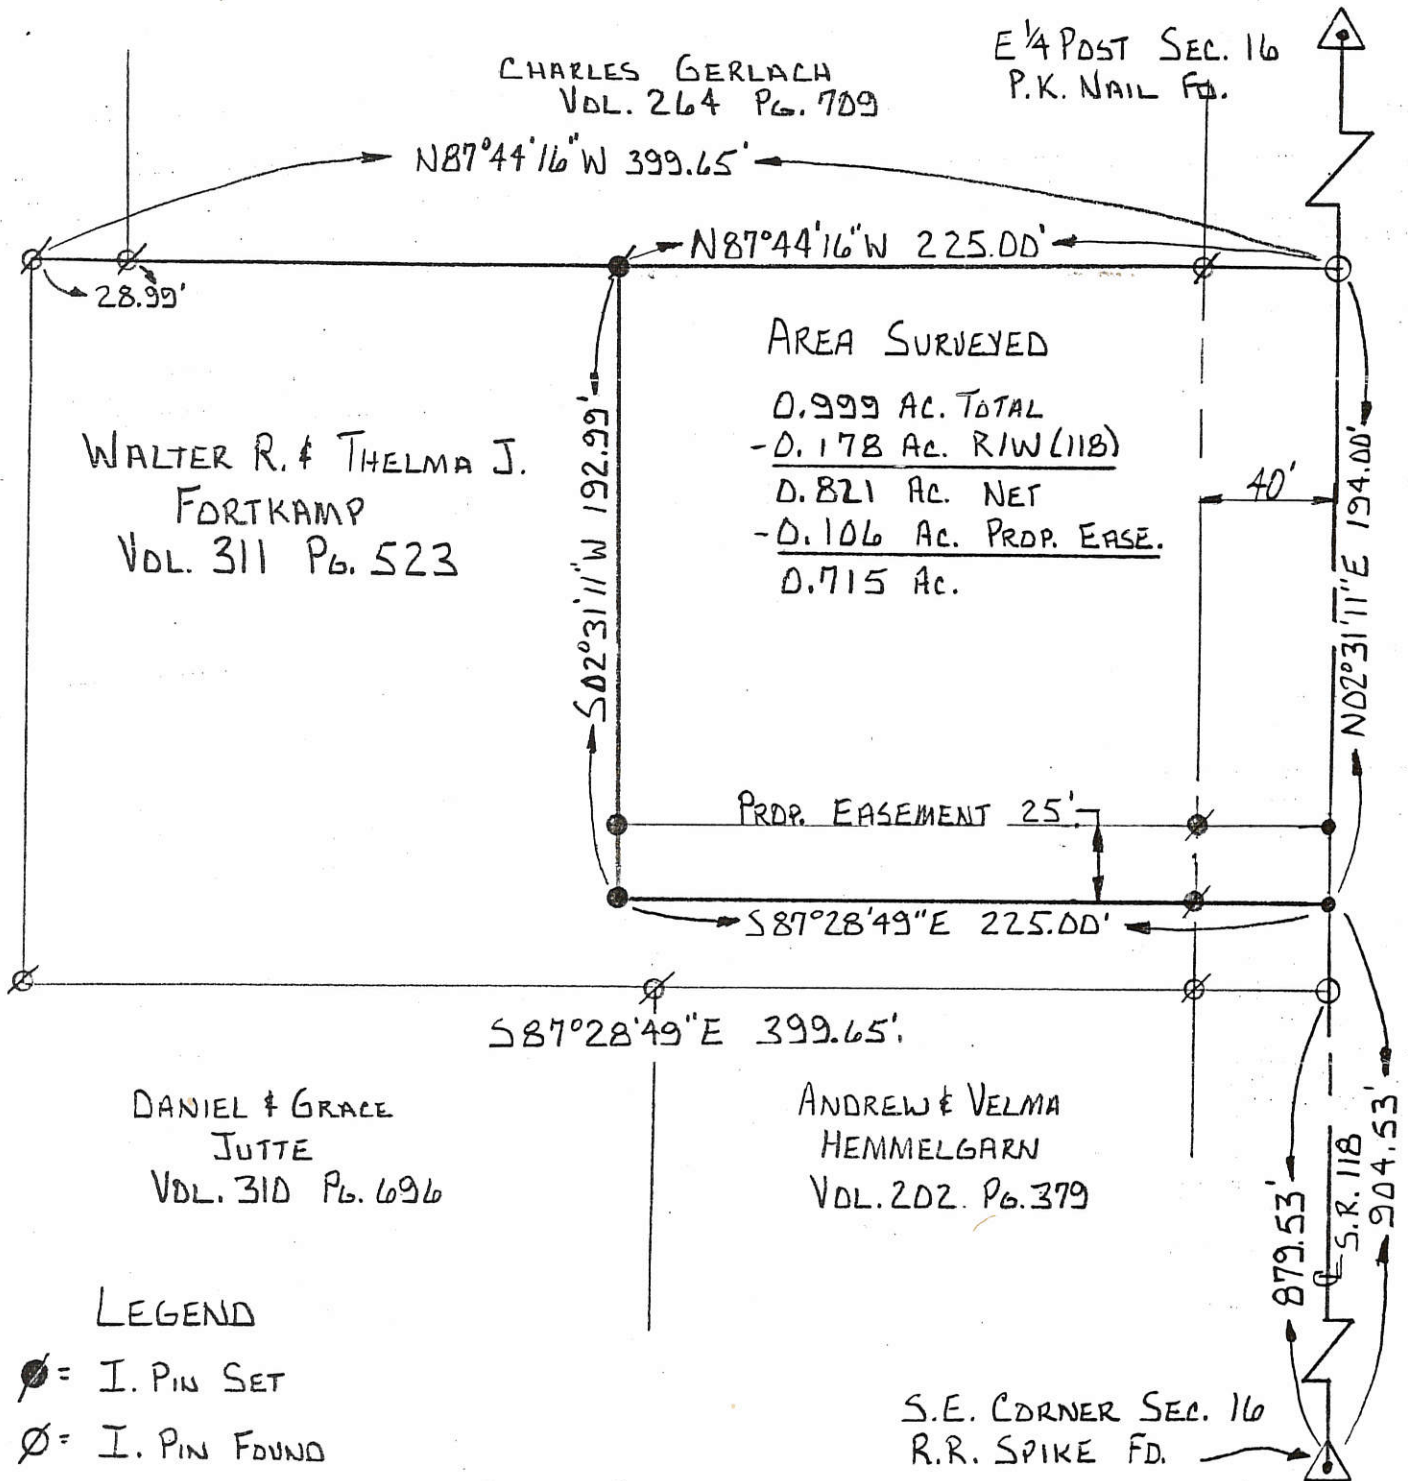 E 1/4 POST SEC. 16
P.K. NAIL FD.
CHARLES GERLACH
VOL. 264 PG. 709
N87°44'16"W 399.65'
N87°44'16"W 225.00'
28.99'
AREA SURVEYED
0.999 AC. TOTAL
-0.178 AC. R/W (118)
0.821 AC. NET
-0.106 AC. PROP. EASE.
0.715 AC.
WALTER R. & THELMA J.
FORTKAMP
VOL. 311 PG. 523
S02°31'11"W 192.99'
40'
N02°31'11"E 194.00'
PROP. EASEMENT 25'
S87°28'49"E 225.00'
S87°28'49"E 399.65'
DANIEL & GRACE
JUTTE
VOL. 310 PG. 696
ANDREW & VELMA
HEMMELGARN
VOL. 202 PG. 379
879.53'
℄ S.R. 118
904.53'
LEGEND
= I. PIN SET
= I. PIN FOUND
S.E. CORNER SEC. 16
R.R. SPIKE FD.